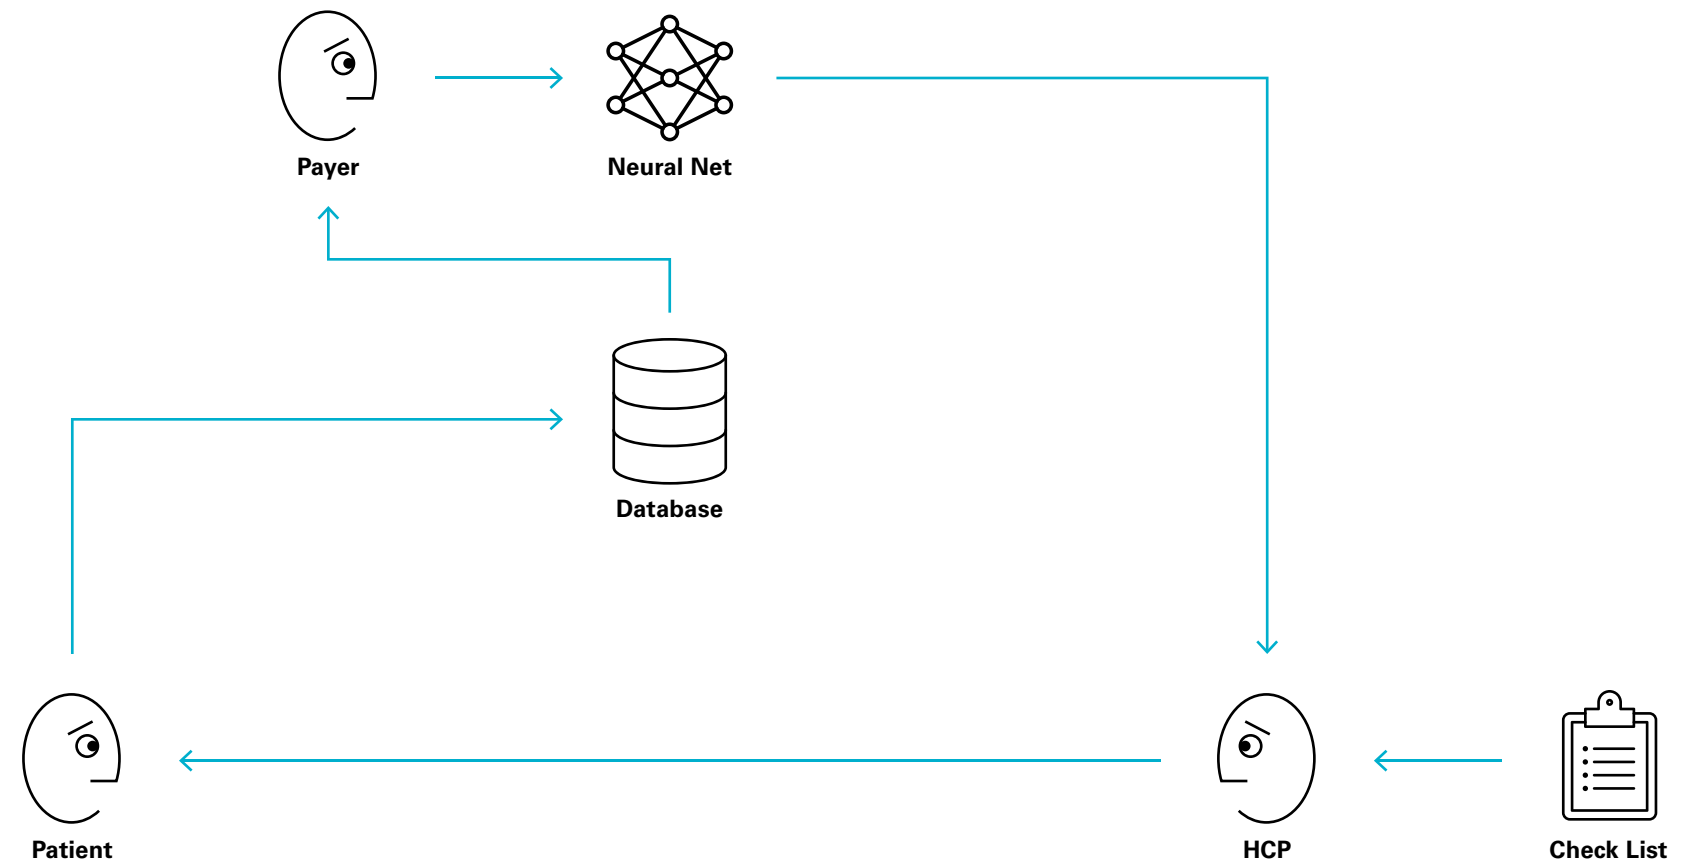 Payer
Neural Net
Database
Patient
HCP
Check List